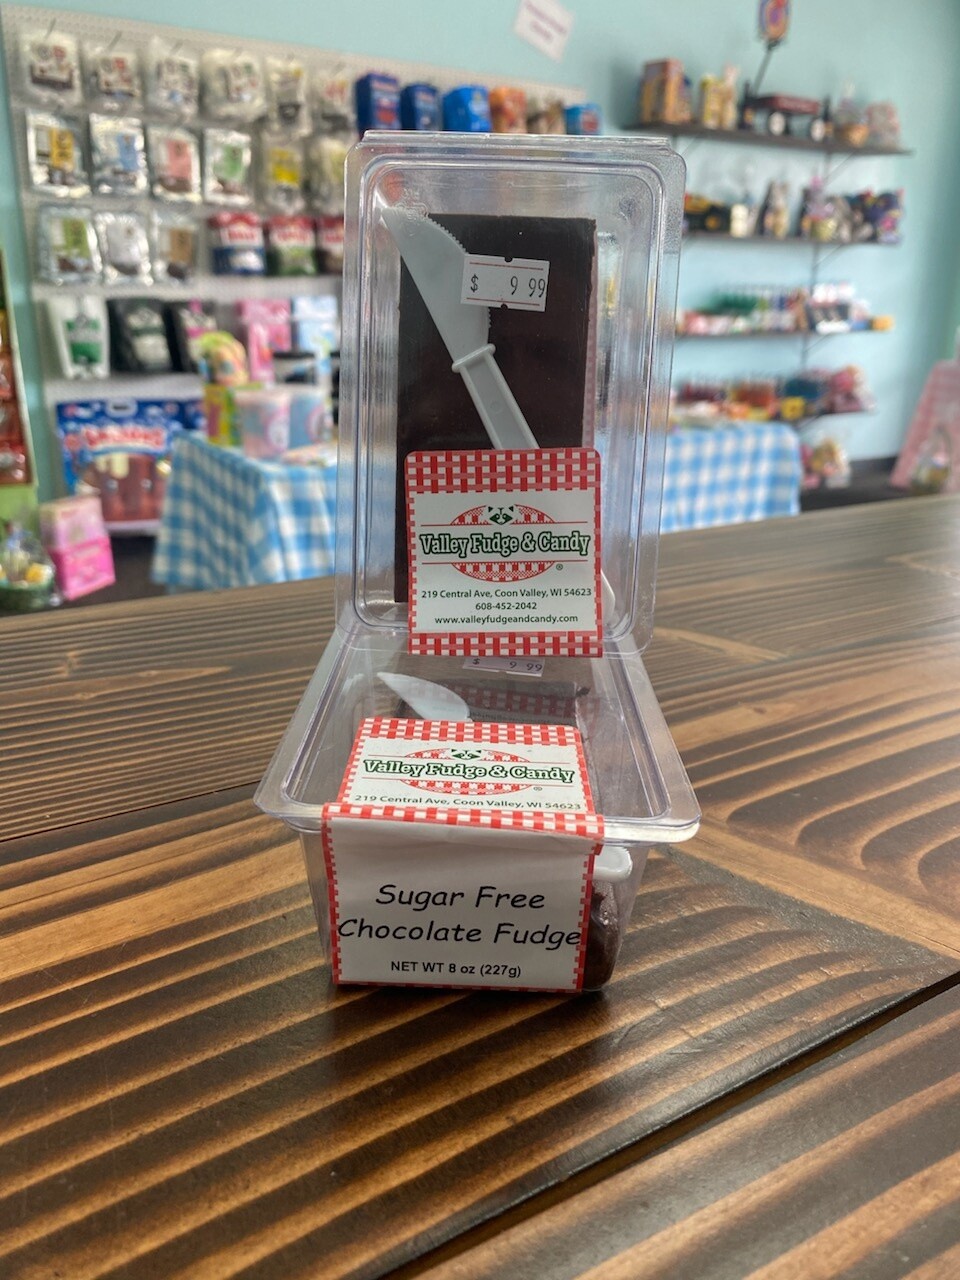 $ 9 99
Valley Fudge & Candy
®
219 Central Ave, Coon Valley, WI 54623
608-452-2042
www.valleyfudgeandcandy.com
$ 9 99
Valley Fudge & Candy
®
219 Central Ave, Coon Valley, WI 54623
Sugar Free
Chocolate Fudge
NET WT 8 oz (227g)